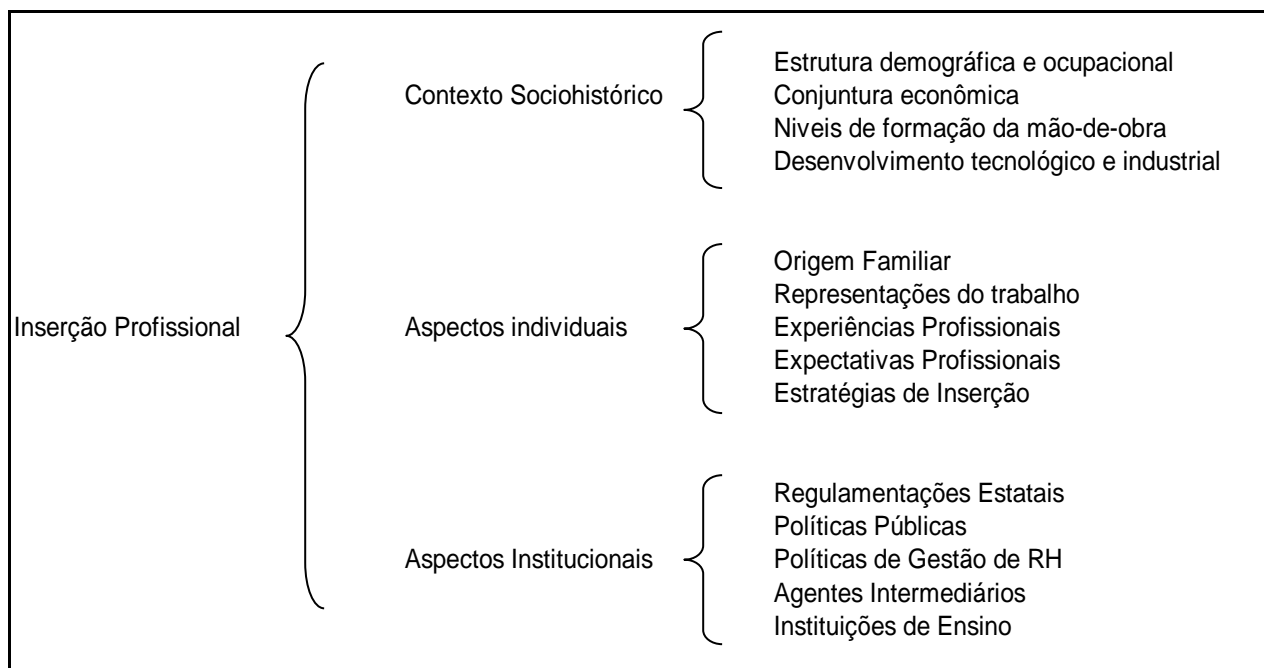 Contexto Sociohistórico
Estrutura demográfica e ocupacional
Conjuntura econômica
Niveis de formação da mão-de-obra
Desenvolvimento tecnológico e industrial
Inserção Profissional
Aspectos individuais
Origem Familiar
Representações do trabalho
Experiências Profissionais
Expectativas Profissionais
Estratégias de Inserção
Aspectos Institucionais
Regulamentações Estatais
Políticas Públicas
Políticas de Gestão de RH
Agentes Intermediários
Instituições de Ensino